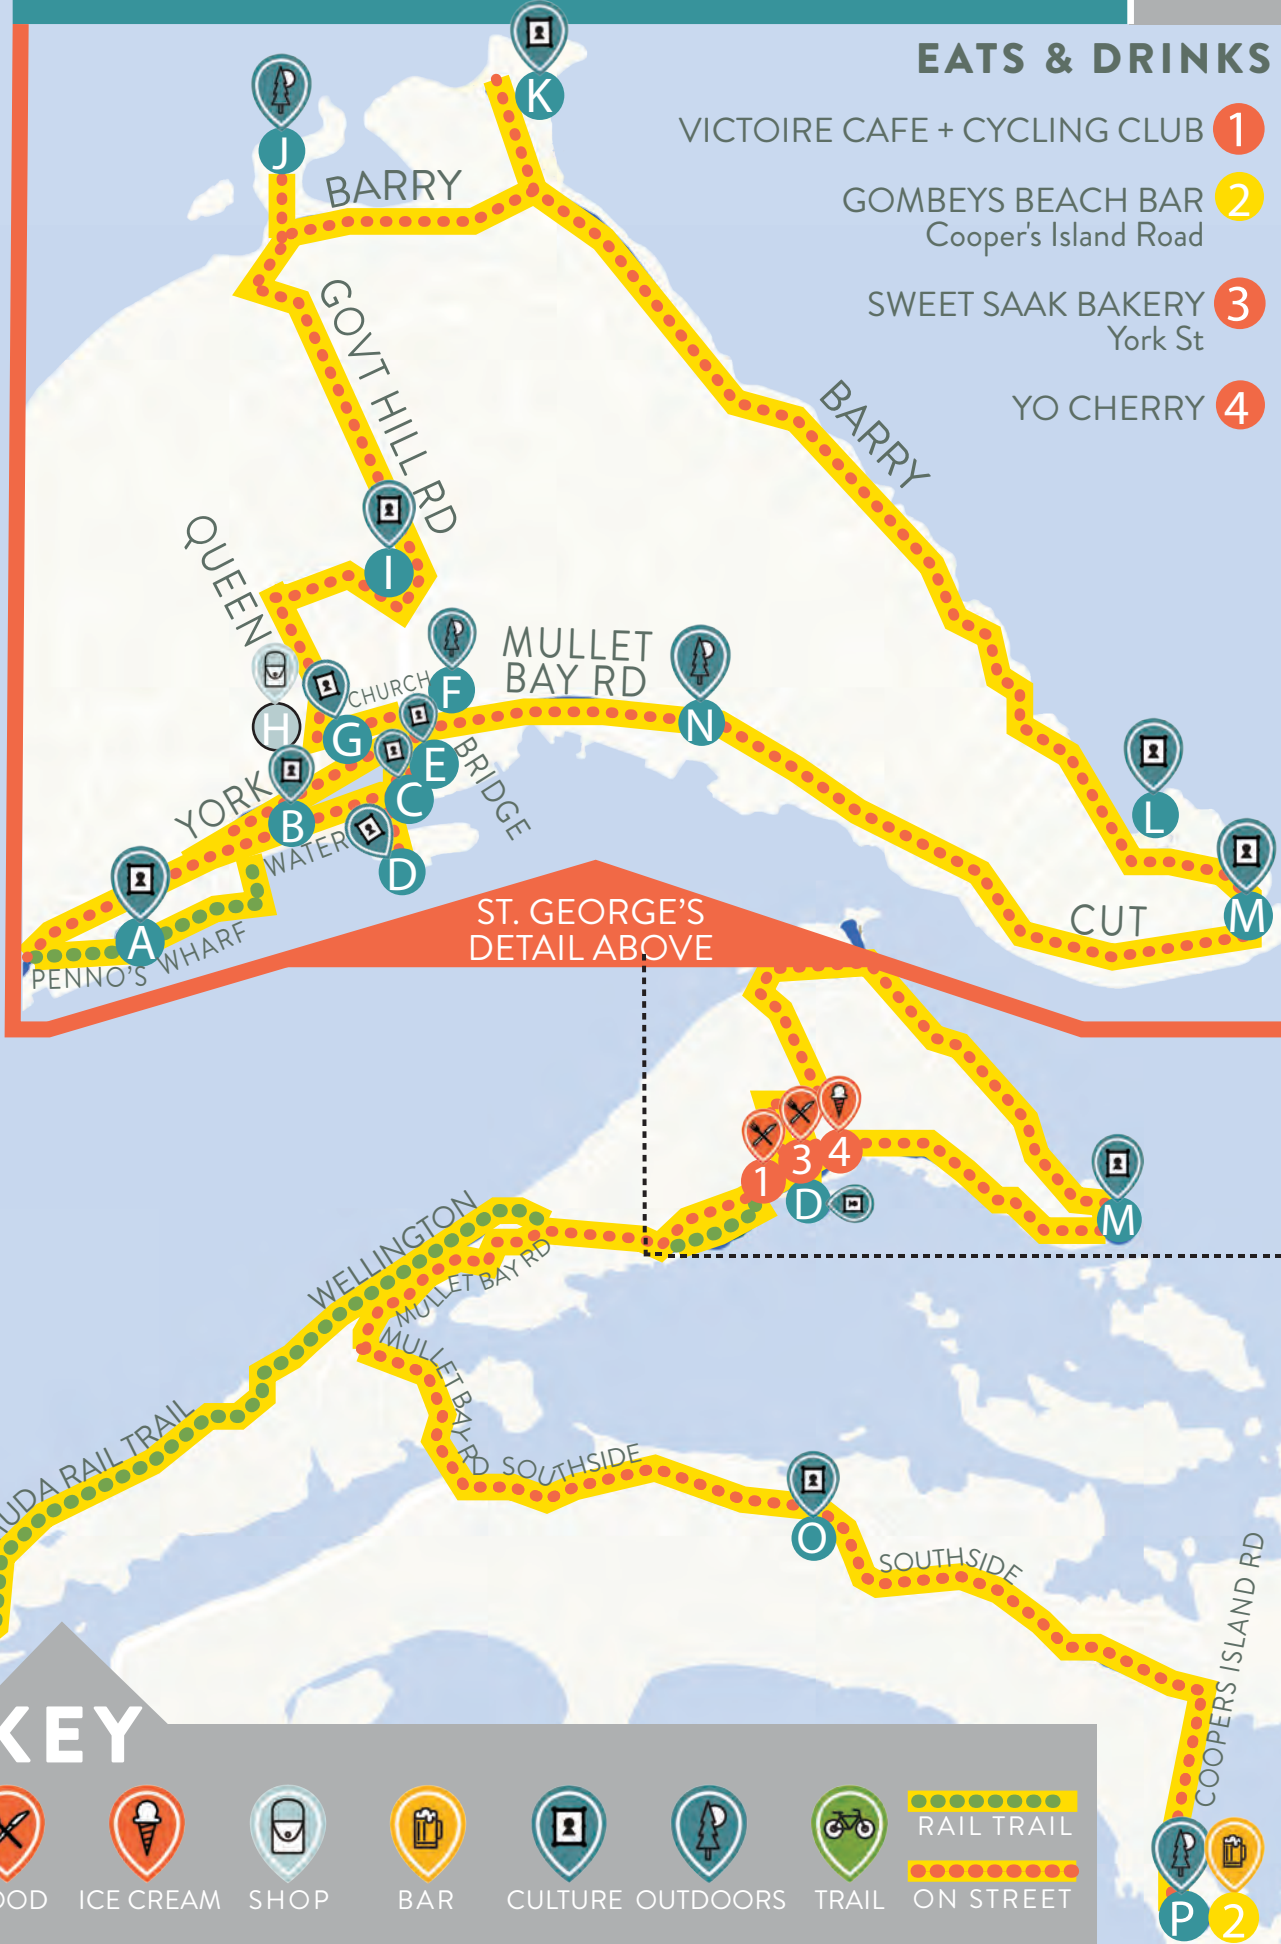 EATS & DRINKS
VICTOIRE CAFE + CYCLING CLUB 1
GOMBEYS BEACH BAR 2
Cooper's Island Road
SWEET SAAK BAKERY 3
York St
YO CHERRY 4
K
J
BARRY
GOVT HILL RD
BARRY
QUEEN
I
MULLET
BAY RD
CHURCH
F
H
G
N
E
BRIDGE
YORK
C
B
L
WATER
D
A
M
CUT
PENNO'S WHARF
ST. GEORGE'S
DETAIL ABOVE
1
3
4
D
M
WELLINGTON
MULLET BAY RD
MULLET BAY RD
UDA RAIL TRAIL
SOUTHSIDE
O
SOUTHSIDE
COOPERS ISLAND RD
P
2
KEY
OOD
ICE CREAM
SHOP
BAR
CULTURE
OUTDOORS
TRAIL
RAIL TRAIL
ON STREET